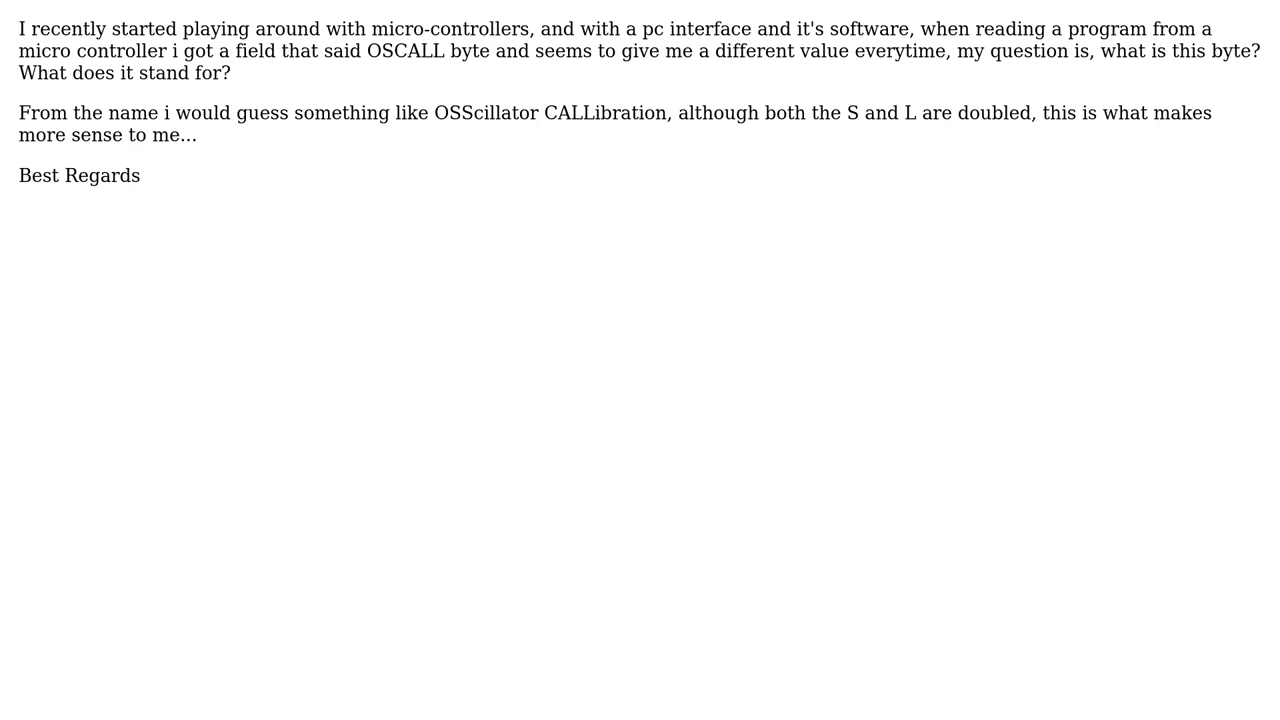 I recently started playing around with micro-controllers, and with a pc interface and it's software, when reading a program from a
micro controller i got a field that said OSCALL byte and seems to give me a different value everytime, my question is, what is this byte?
What does it stand for?
From the name i would guess something like OSScillator CALLibration, although both the S and L are doubled, this is what makes
more sense to me...
Best Regards